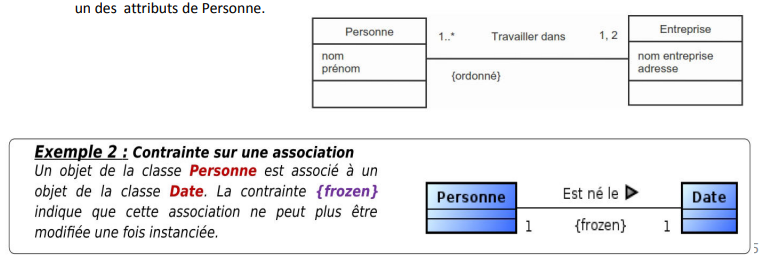 un des attributs de Personne.
Personne
nom
prénom
1..*
Travailler dans
1, 2
{ordonné}
Entreprise
nom entreprise
adresse
Exemple 2 : Contrainte sur une association
Un objet de la classe Personne est associé à un
objet de la classe Date. La contrainte {frozen}
indique que cette association ne peut plus être
modifiée une fois instanciée.
Personne
Est né le
Date
1
{frozen}
1
5